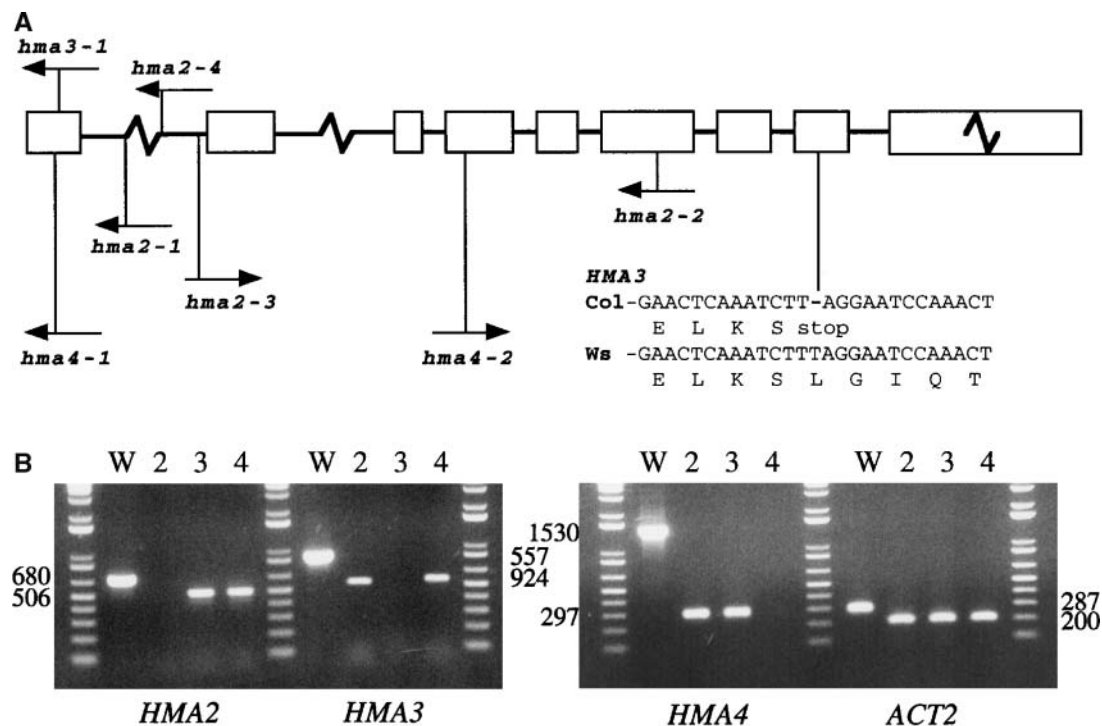 A
hma3-1
hma2-4
hma2-1
hma2-3
hma2-2
hma4-1
hma4-2
HMA3
Col-GAACTCAAATCTT-AGGAATCCAAACT
E L K S stop
Ws -GAACTCAAATCTTTAGGAATCCAAACT
E L K S L G I Q T
B
W 2 3 4 W 2 3 4 W 2 3 4 W 2 3 4
680
506
557
924
1530
297
287
200
HMA2 HMA3 HMA4 ACT2